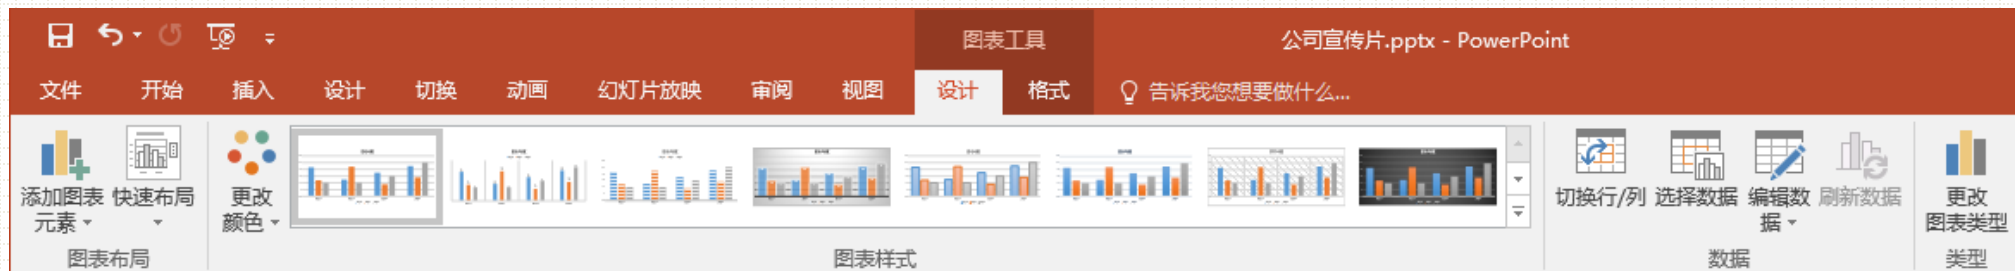 图表工具
公司宣传片.pptx - PowerPoint
文件 开始 插入 设计 切换 动画 幻灯片放映 审阅 视图 设计 格式 告诉我您想要做什么...
添加图表 快速布局 更改 切换行/列 选择数据 编辑数 刷新数据 更改
元素 颜色 据 图表类型
图表布局 图表样式 数据 类型